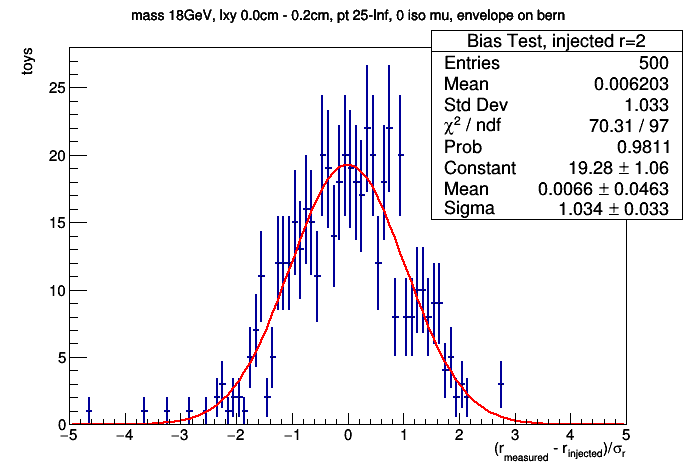 mass 18GeV, lxy 0.0cm - 0.2cm, pt 25-Inf, 0 iso mu, envelope on bern
toys
Bias Test, injected r=2
Entries 500
Mean 0.006203
Std Dev 1.033
χ² / ndf 70.31 / 97
Prob 0.9811
Constant 19.28 ± 1.06
Mean 0.0066 ± 0.0463
Sigma 1.034 ± 0.033
25
20
15
10
5
0
−5 −4 −3 −2 −1 0 1 2 3 4 5
(r_measured - r_injected)/σ_r